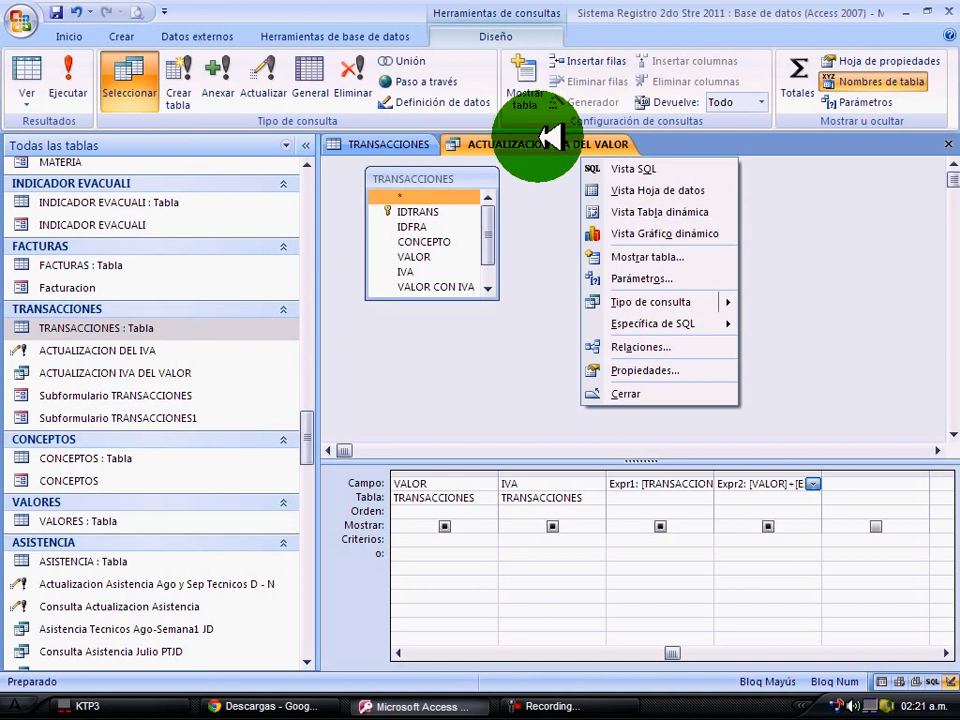 Herramientas de consultas
Sistema Registro 2do Stre 2011 : Base de datos (Access 2007) - M
Inicio
Crear
Datos externos
Herramientas de base de datos
Diseño
Ver
Ejecutar
Seleccionar
Crear tabla
Anexar
Actualizar
General
Eliminar
Unión
Paso a través
Definición de datos
Mostrar tabla
Insertar filas
Eliminar filas
Generador
Insertar columnas
Eliminar columnas
Devuelve:
Todo
Totales
Hoja de propiedades
Nombres de tabla
Parámetros
Resultados
Tipo de consulta
Configuración de consultas
Mostrar u ocultar
Todas las tablas
TRANSACCIONES
DEL VALOR
MATERIA
INDICADOR EVACUALI
INDICADOR EVACUALI : Tabla
INDICADOR EVACUALI
FACTURAS
FACTURAS : Tabla
Facturacion
TRANSACCIONES
TRANSACCIONES : Tabla
ACTUALIZACION DEL IVA
ACTUALIZACION IVA DEL VALOR
Subformulario TRANSACCIONES
Subformulario TRANSACCIONES1
CONCEPTOS
CONCEPTOS : Tabla
CONCEPTOS
VALORES
VALORES : Tabla
ASISTENCIA
ASISTENCIA : Tabla
Actualizacion Asistencia Ago y Sep Tecnicos D - N
Consulta Actualizacion Asistencia
Asistencia Tecnicos Ago-Semana1 JD
Consulta Asistencia Julio PTJD
TRANSACCIONES
*
IDTRANS
IDFRA
CONCEPTO
VALOR
IVA
VALOR CON IVA
SQL Vista SQL
Vista Hoja de datos
Vista Tabla dinámica
Vista Gráfico dinámico
Mostrar tabla...
Parámetros...
Tipo de consulta
Específica de SQL
Relaciones...
Propiedades...
Cerrar
Campo: VALOR IVA Expr1: [TRANSACCION Expr2: [VALOR]+[E
Tabla: TRANSACCIONES TRANSACCIONES
Orden:
Mostrar:
Criterios:
o:
Preparado
Bloq Mayús
Bloq Num
SQL
KTP3
Descargas - Goog...
Microsoft Access ...
Recording...
02:21 a.m.